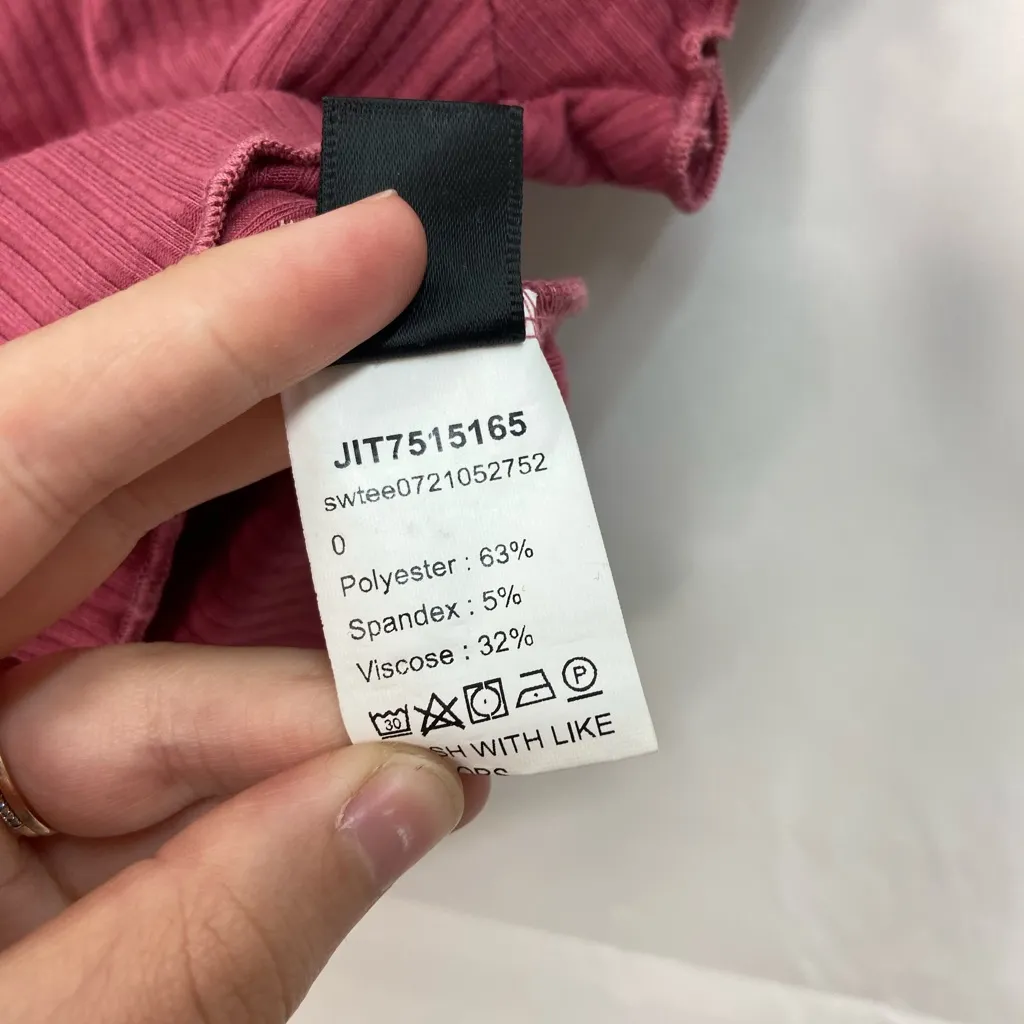 JIT7515165
swtee0721052752
0
Polyester : 63%
Spandex : 5%
Viscose : 32%
30 P
WITH LIKE